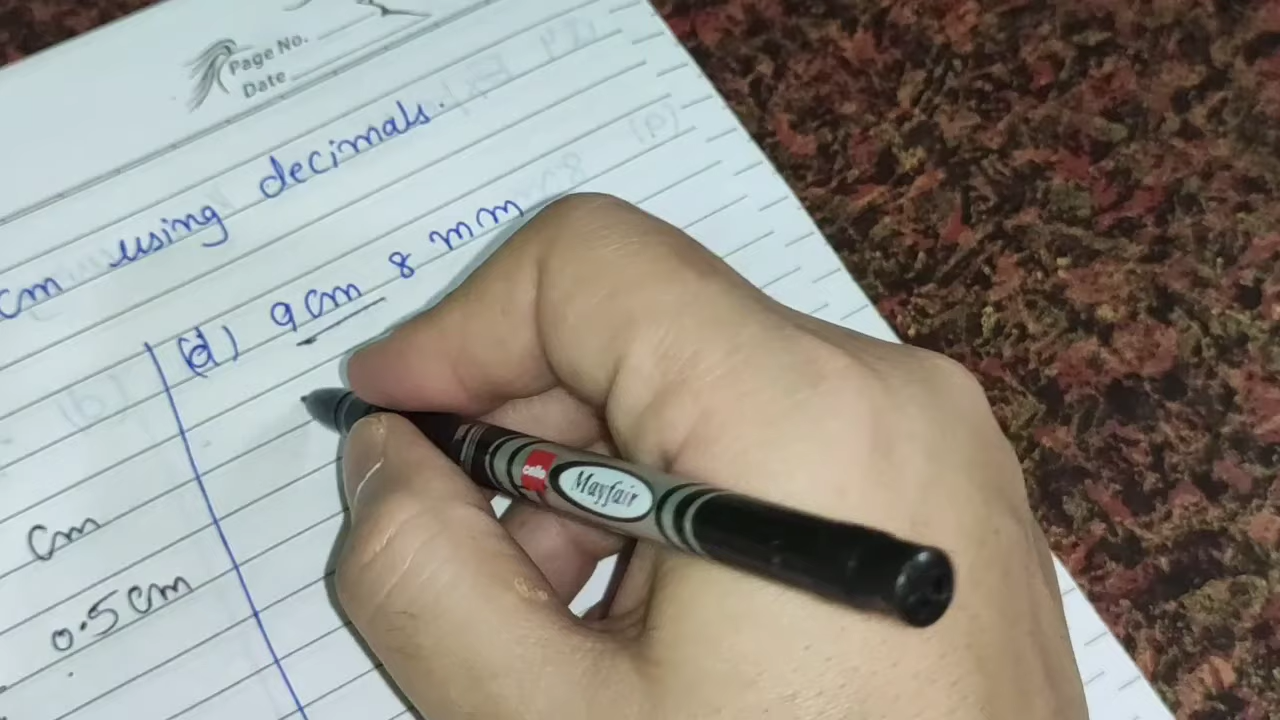 Page No.
Date
cm using decimals.
(d) 9 cm 8 mm
cm
0.5 cm
cello
Mayfair